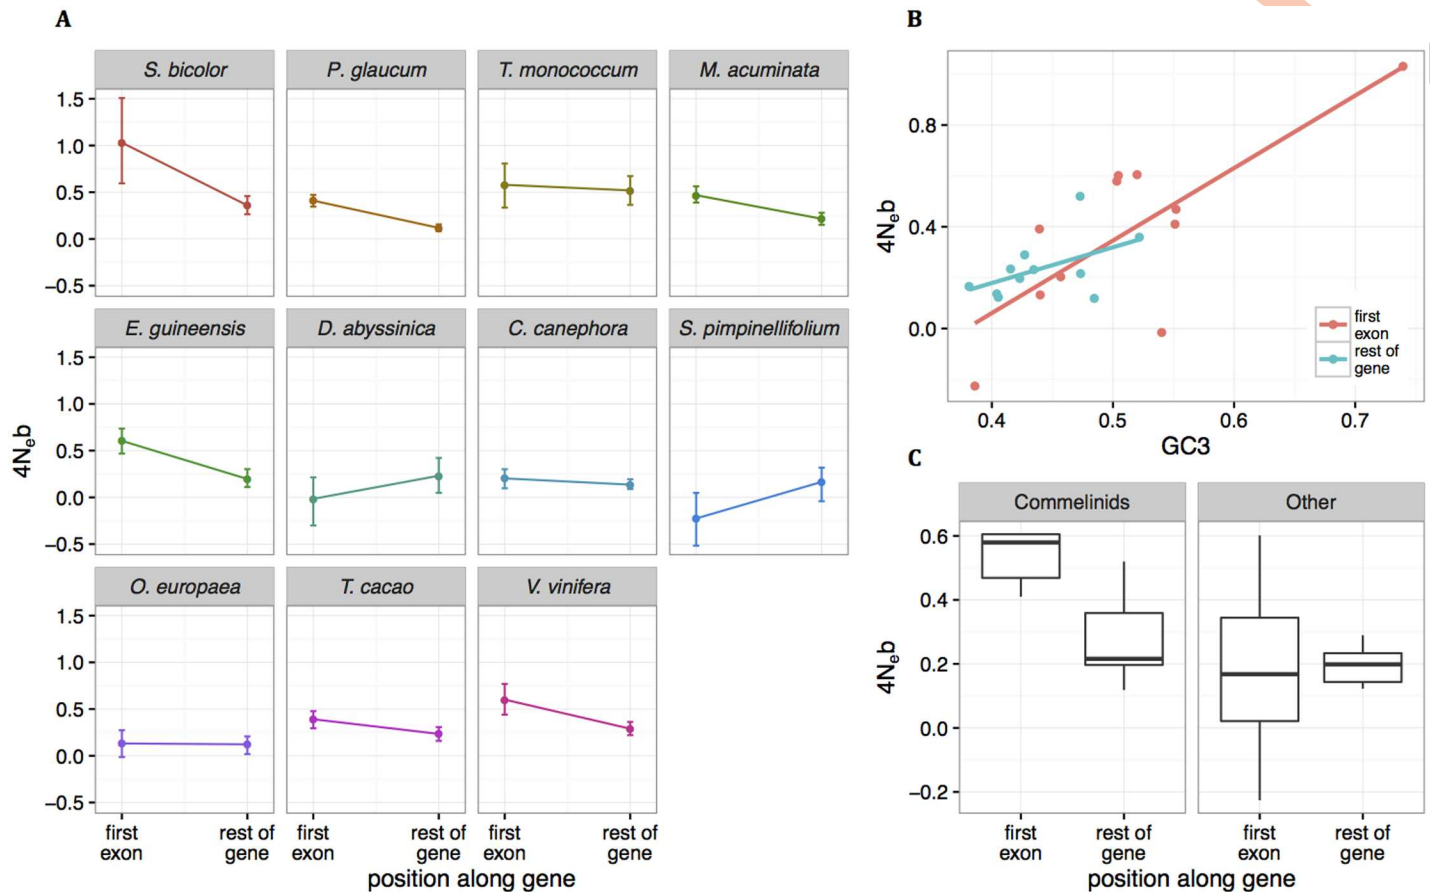 A
S. bicolor
P. glaucum
T. monococcum
M. acuminata
1.5
1.0
0.5
0.0
−0.5
E. guineensis
D. abyssinica
C. canephora
S. pimpinellifolium
1.5
1.0
0.5
0.0
−0.5
4Neb
O. europaea
T. cacao
V. vinifera
1.5
1.0
0.5
0.0
−0.5
first
exon
rest of
gene
first
exon
rest of
gene
first
exon
rest of
gene
position along gene
B
0.8
0.4
0.0
4Neb
first
exon
rest of
gene
0.4
0.5
0.6
0.7
GC3
C
Commelinids
Other
0.6
0.4
0.2
0.0
−0.2
4Neb
first
exon
rest of
gene
first
exon
rest of
gene
position along gene